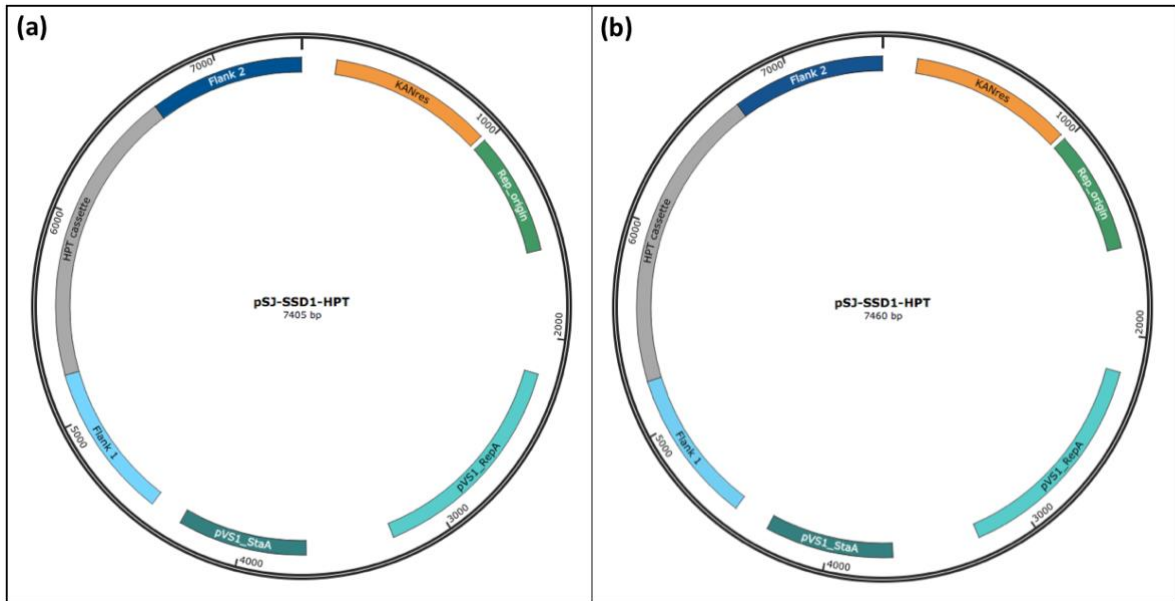 (a)
7000
Flank 2
KANres
1000
Rep_origin
6000
HPT cassette
pSJ-SSD1-HPT
7405 bp
2000
5000
Flank 1
pVS1_RepA
3000
pVS1_StaA
4000
(b)
7000
Flank 2
KANres
1000
Rep_origin
6000
HPT cassette
pSJ-SSD1-HPT
7460 bp
2000
5000
Flank 1
pVS1_RepA
3000
pVS1_StaA
4000